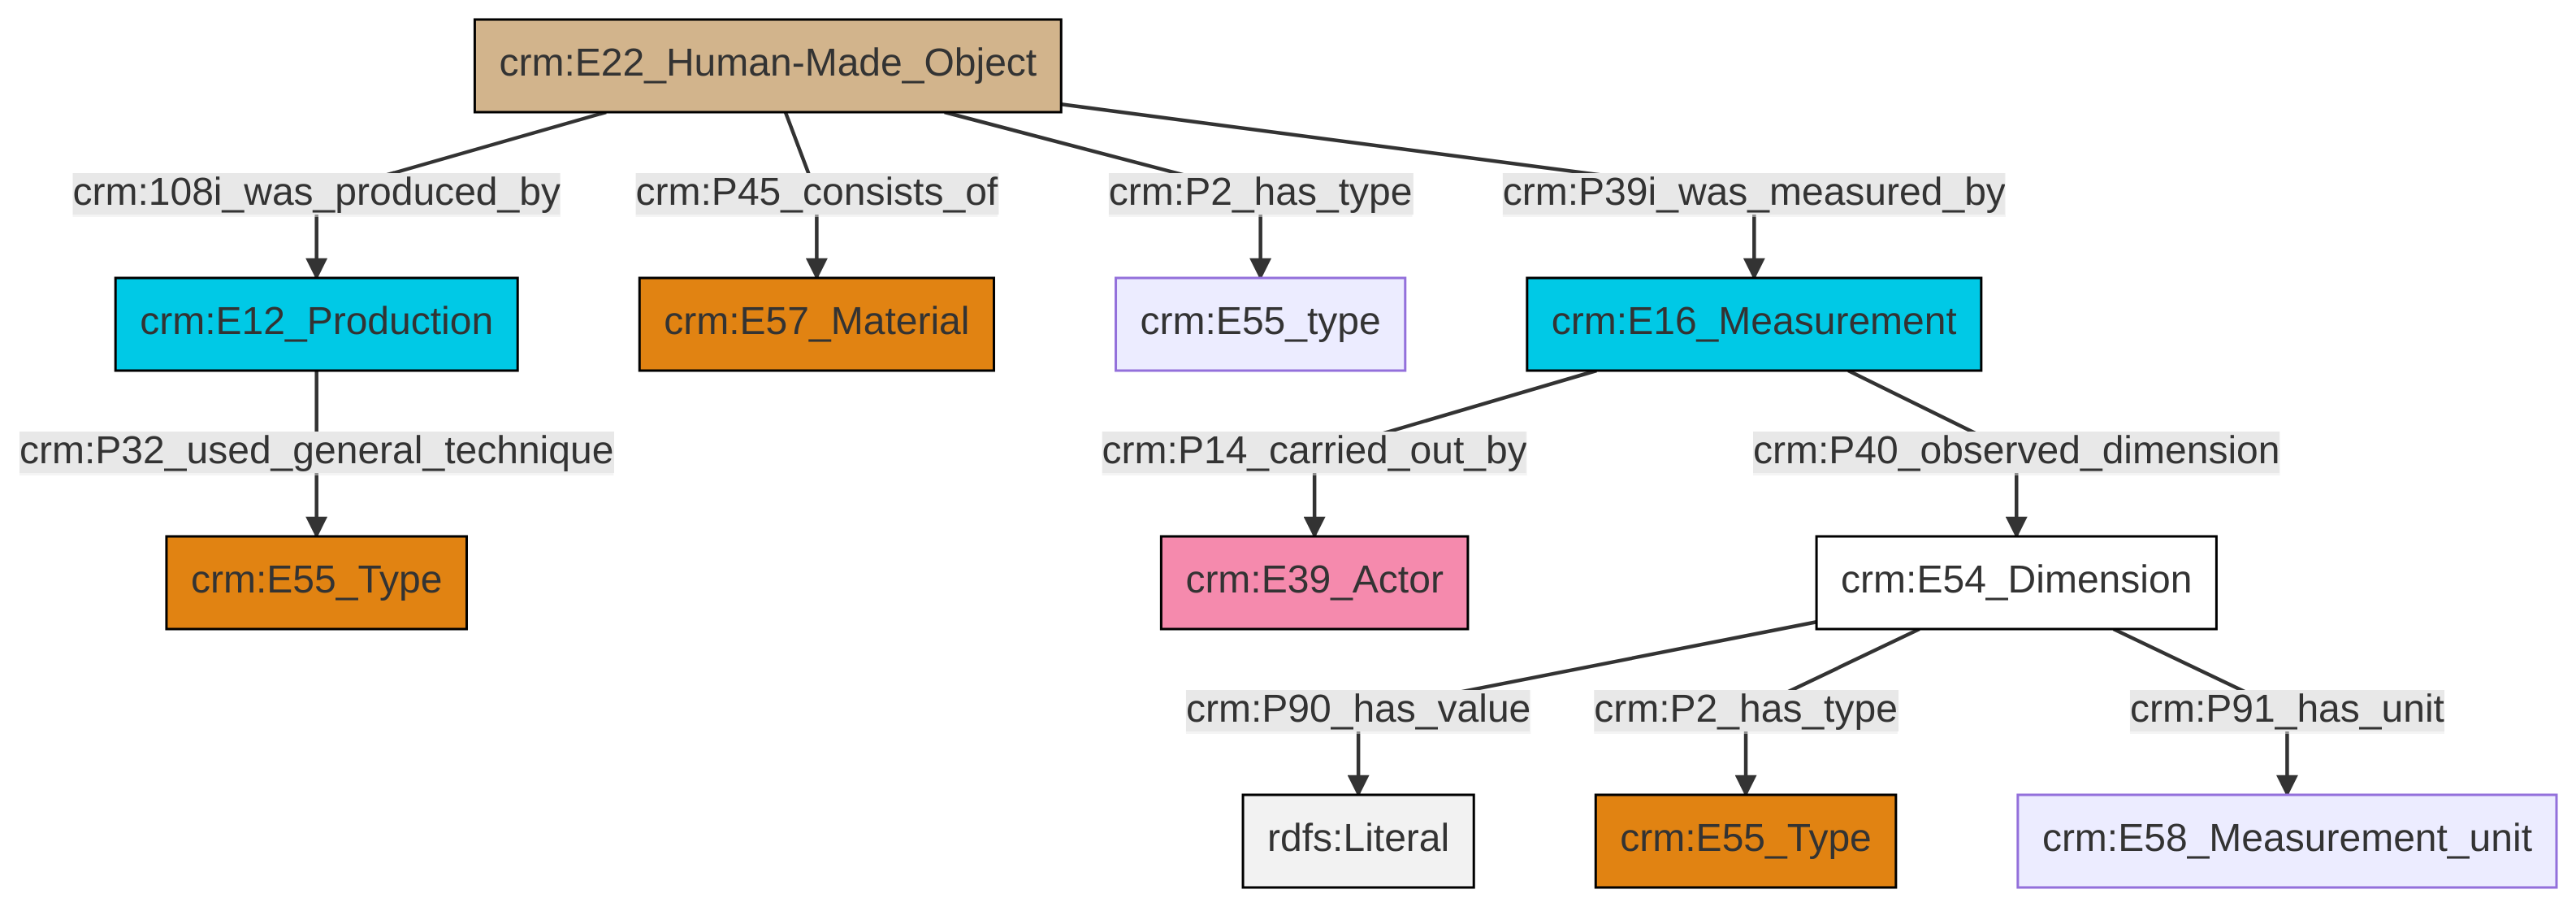 crm:E22_Human-Made_Object
crm:108i_was_produced_by
crm:P45_consists_of
crm:P2_has_type
crm:P39i_was_measured_by
crm:E12_Production
crm:E57_Material
crm:E55_type
crm:E16_Measurement
crm:P32_used_general_technique
crm:P14_carried_out_by
crm:P40_observed_dimension
crm:E55_Type
crm:E39_Actor
crm:E54_Dimension
crm:P90_has_value
crm:P2_has_type
crm:P91_has_unit
rdfs:Literal
crm:E55_Type
crm:E58_Measurement_unit